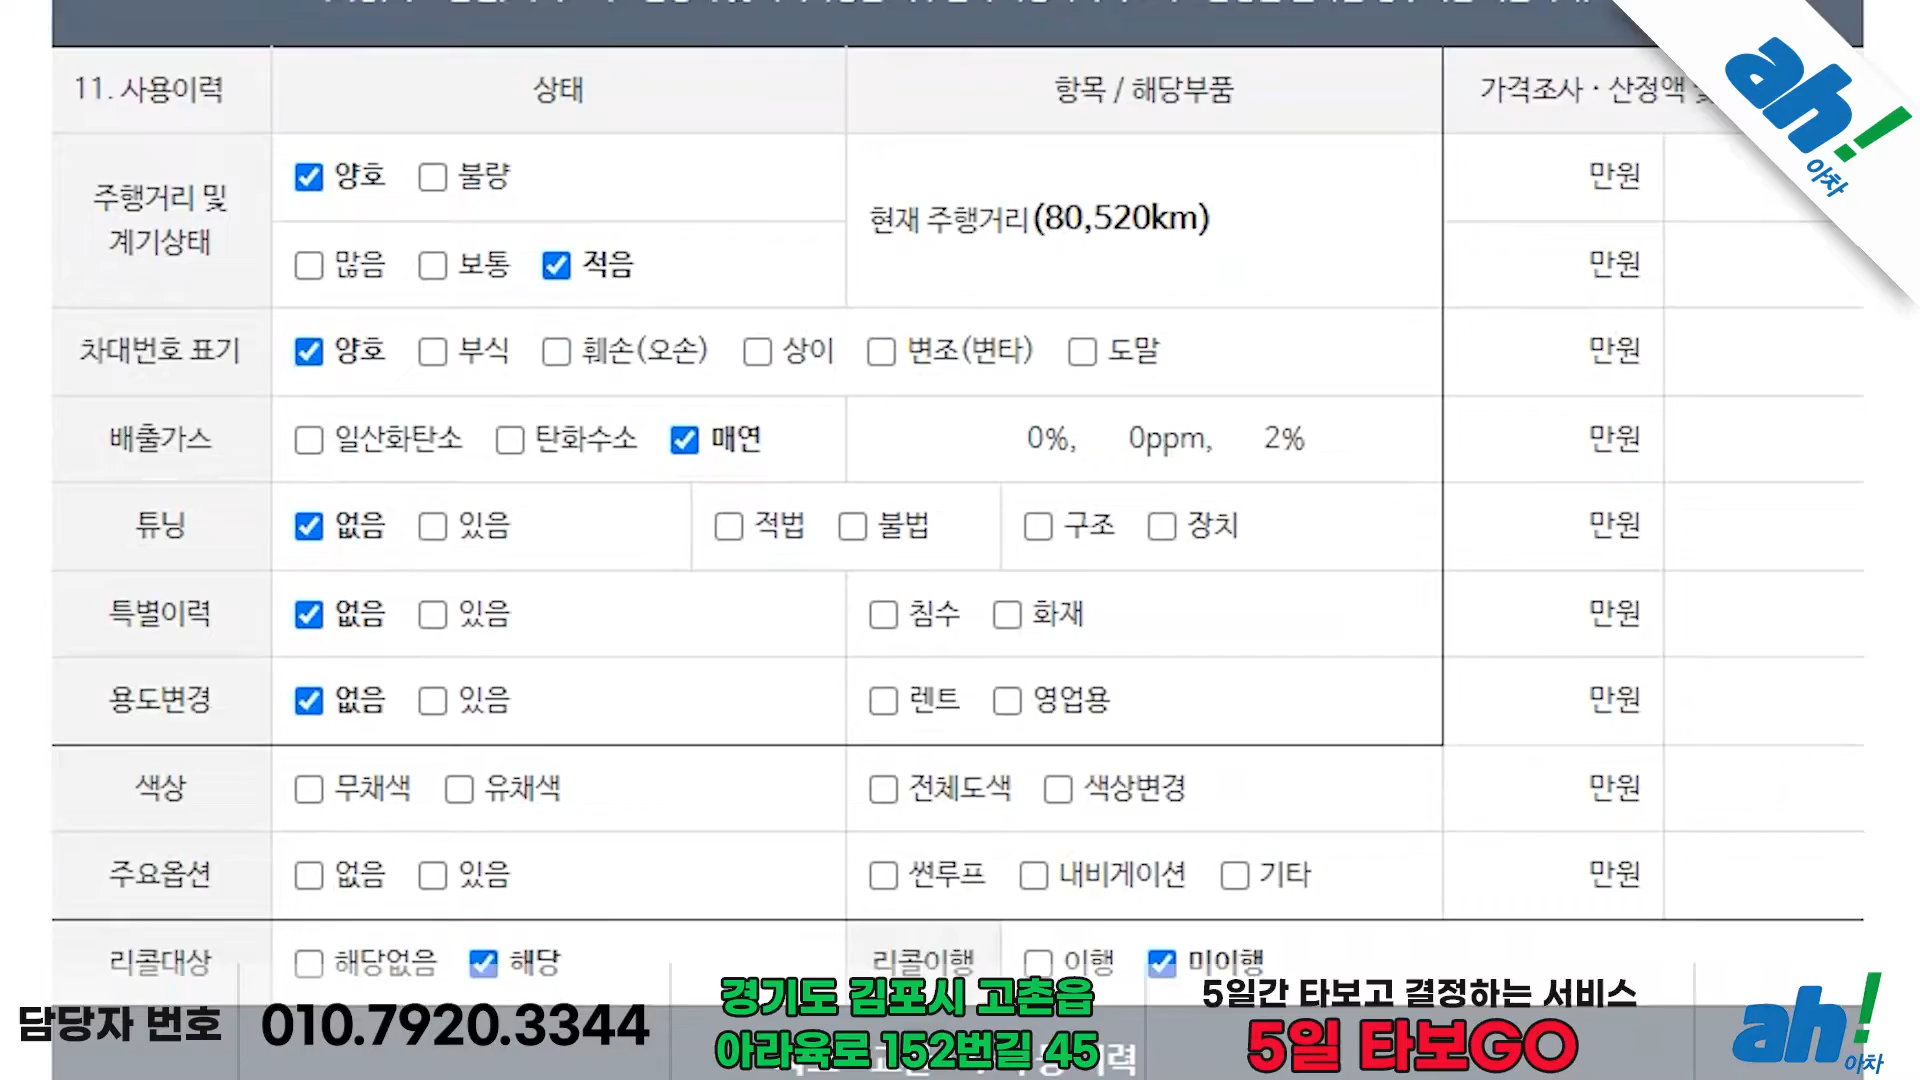 11. 사용이력 상태 항목 / 해당부품 가격조사 · 산정액
주행거리 및 계기상태
양호 불량
현재 주행거리(80,520km)
만원
많음 보통 적음
만원
차대번호 표기 양호 부식 훼손(오손) 상이 변조(변타) 도말 만원
배출가스 일산화탄소 탄화수소 매연 0%, 0ppm, 2% 만원
튜닝 없음 있음 적법 불법 구조 장치 만원
특별이력 없음 있음 침수 화재 만원
용도변경 없음 있음 렌트 영업용 만원
색상 무채색 유채색 전체도색 색상변경 만원
주요옵션 없음 있음 썬루프 내비게이션 기타 만원
리콜대상 해당없음 해당 리콜이행 이행 미이행
ah!
아차
담당자 번호 010.7920.3344
경기도 김포시 고촌읍
아라육로 152번길 45
5일간 타보고 결정하는 서비스
5일 타보GO
ah!
아차